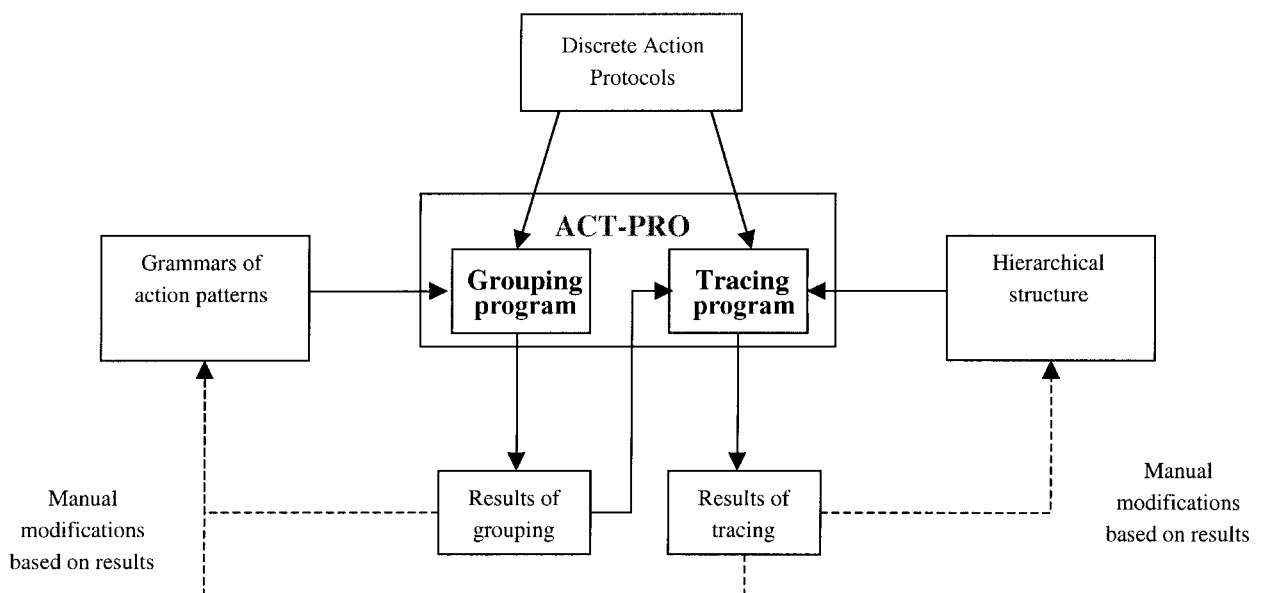 Discrete Action
Protocols
ACT-PRO
Grammars of
action patterns
Grouping
program
Tracing
program
Hierarchical
structure
Manual
modifications
based on results
Results of
grouping
Results of
tracing
Manual
modifications
based on results